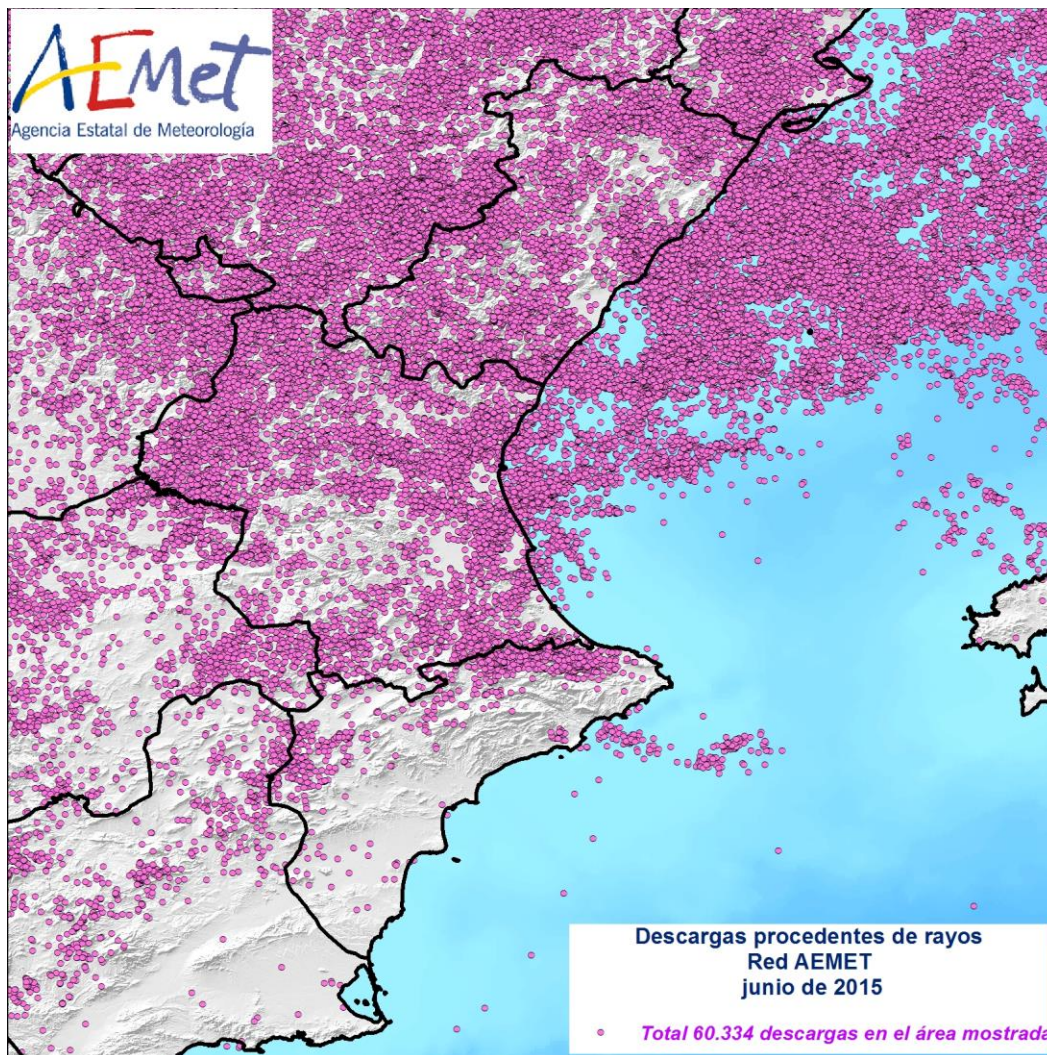 AEMet
Agencia Estatal de Meteorología
Descargas procedentes de rayos
Red AEMET
junio de 2015
Total 60.334 descargas en el área mostrada